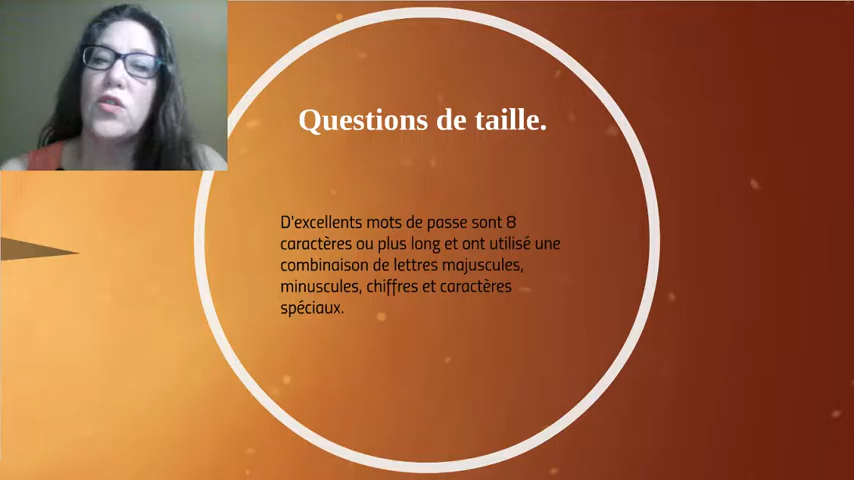 Questions de taille.
D'excellents mots de passe sont 8
caractères ou plus long et ont utilisé une
combinaison de lettres majuscules,
minuscules, chiffres et caractères
spéciaux.